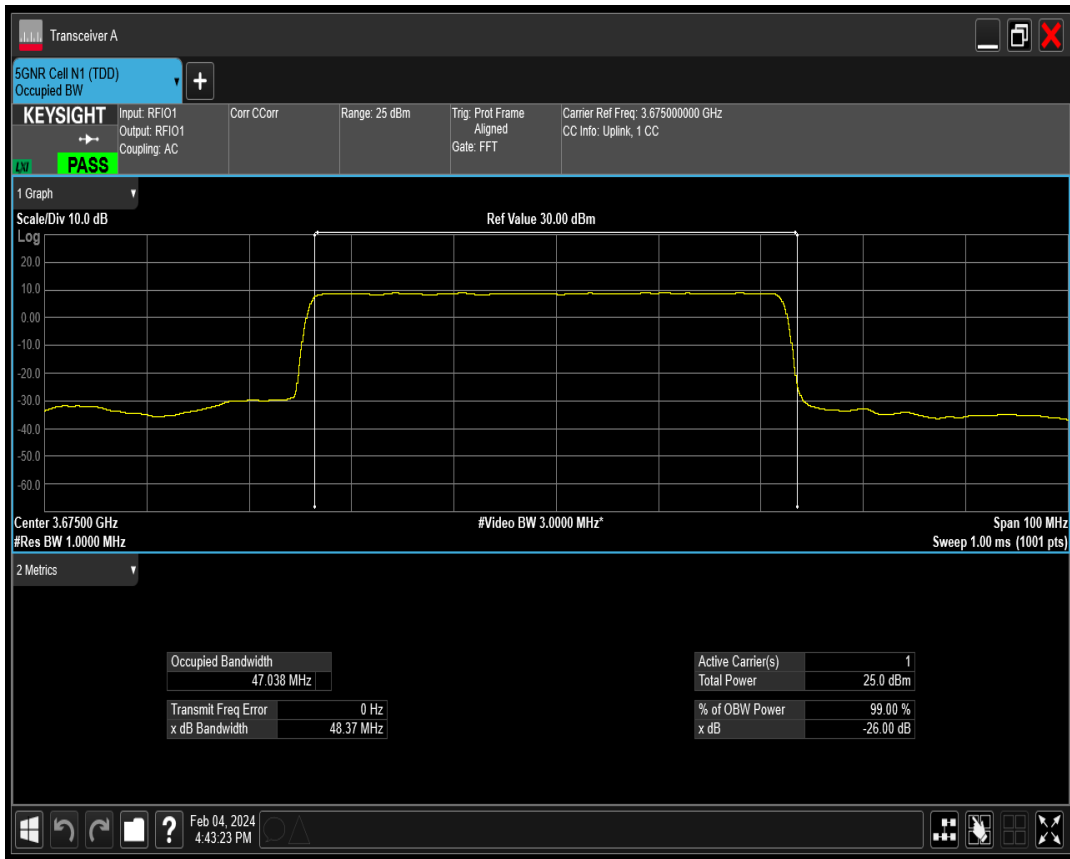 Transceiver A
5GNR Cell N1 (TDD)
Occupied BW
+
KEYSIGHT
LXI
PASS
Input: RFIO1
Output: RFIO1
Coupling: AC
Corr CCorr
Range: 25 dBm
Trig: Prot Frame
Aligned
Gate: FFT
Carrier Ref Freq: 3.675000000 GHz
CC Info: Uplink, 1 CC
1 Graph
Scale/Div 10.0 dB
Ref Value 30.00 dBm
Log
20.0
10.0
0.00
-10.0
-20.0
-30.0
-40.0
-50.0
-60.0
Center 3.67500 GHz
#Video BW 3.0000 MHz*
Span 100 MHz
#Res BW 1.0000 MHz
Sweep 1.00 ms (1001 pts)
2 Metrics
Occupied Bandwidth
47.038 MHz
Transmit Freq Error 0 Hz
x dB Bandwidth 48.37 MHz
Active Carrier(s) 1
Total Power 25.0 dBm
% of OBW Power 99.00 %
x dB -26.00 dB
?
Feb 04, 2024
4:43:23 PM